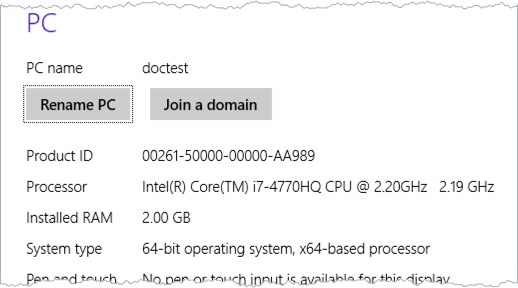 PC
PC name doctest
Rename PC Join a domain
Product ID 00261-50000-00000-AA989
Processor Intel(R) Core(TM) i7-4770HQ CPU @ 2.20GHz 2.19 GHz
Installed RAM 2.00 GB
System type 64-bit operating system, x64-based processor
Pen and touch No pen or touch input is available for this display